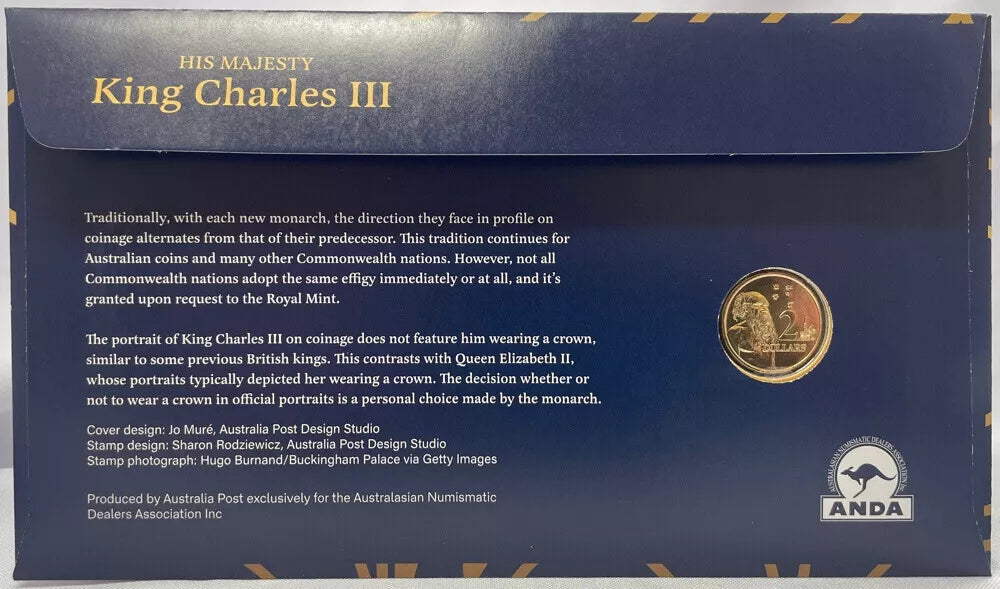 HIS MAJESTY
King Charles III
Traditionally, with each new monarch, the direction they face in profile on
coinage alternates from that of their predecessor. This tradition continues for
Australian coins and many other Commonwealth nations. However, not all
Commonwealth nations adopt the same effigy immediately or at all, and it's
granted upon request to the Royal Mint.
The portrait of King Charles III on coinage does not feature him wearing a crown,
similar to some previous British kings. This contrasts with Queen Elizabeth II,
whose portraits typically depicted her wearing a crown. The decision whether or
not to wear a crown in official portraits is a personal choice made by the monarch.
Cover design: Jo Muré, Australia Post Design Studio
Stamp design: Sharon Rodziewicz, Australia Post Design Studio
Stamp photograph: Hugo Burnand/Buckingham Palace via Getty Images
Produced by Australia Post exclusively for the Australasian Numismatic
Dealers Association Inc
2
DOLLARS
AUSTRALASIAN NUMISMATIC DEALERS ASSOCIATION
ANDA